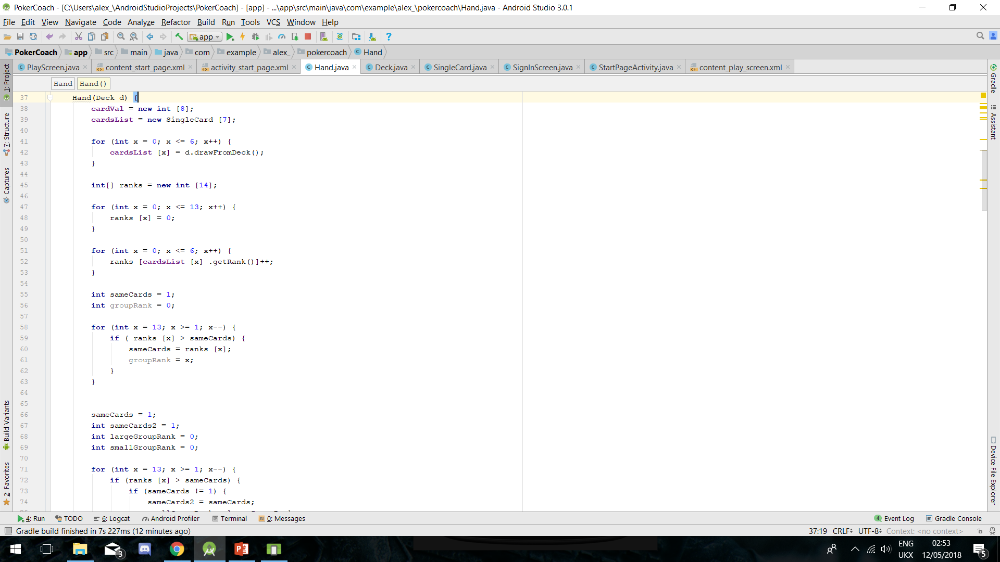 PokerCoach - [C:\Users\alex_\AndroidStudioProjects\PokerCoach] - [app] - ...\app\src\main\java\com\example\alex_\pokercoach\Hand.java - Android Studio 3.0.1
File Edit View Navigate Code Analyze Refactor Build Run Tools VCS Window Help
app
PokerCoach app src main java com example alex_ pokercoach Hand
PlayScreen.java content_start_page.xml activity_start_page.xml Hand.java Deck.java SingleCard.java SignInScreen.java StartPageActivity.java content_play_screen.xml
Hand Hand()
1: Project
7: Structure
Captures
Build Variants
2: Favorites
37 Hand(Deck d) {
38 cardVal = new int [8];
39 cardsList = new SingleCard [7];
40
41 for (int x = 0; x <= 6; x++) {
42 cardsList [x] = d.drawFromDeck();
43 }
44
45 int[] ranks = new int [14];
46
47 for (int x = 0; x <= 13; x++) {
48 ranks [x] = 0;
49 }
50
51 for (int x = 0; x <= 6; x++) {
52 ranks [cardsList [x] .getRank()]++;
53 }
54
55 int sameCards = 1;
56 int groupRank = 0;
57
58 for (int x = 13; x >= 1; x--) {
59 if ( ranks [x] > sameCards) {
60 sameCards = ranks [x];
61 groupRank = x;
62 }
63 }
64
65
66 sameCards = 1;
67 int sameCards2 = 1;
68 int largeGroupRank = 0;
69 int smallGroupRank = 0;
70
71 for (int x = 13; x >= 1; x--) {
72 if (ranks [x] > sameCards) {
73 if (sameCards != 1) {
74 sameCards2 = sameCards;
Gradle
Assistant
Device File Explorer
4: Run TODO 6: Logcat Android Profiler Terminal 0: Messages 4 Event Log Gradle Console
Gradle build finished in 7s 227ms (12 minutes ago) 37:19 CRLF UTF-8 Context: <no context>
3
ENG
UKX
02:53
12/05/2018
5